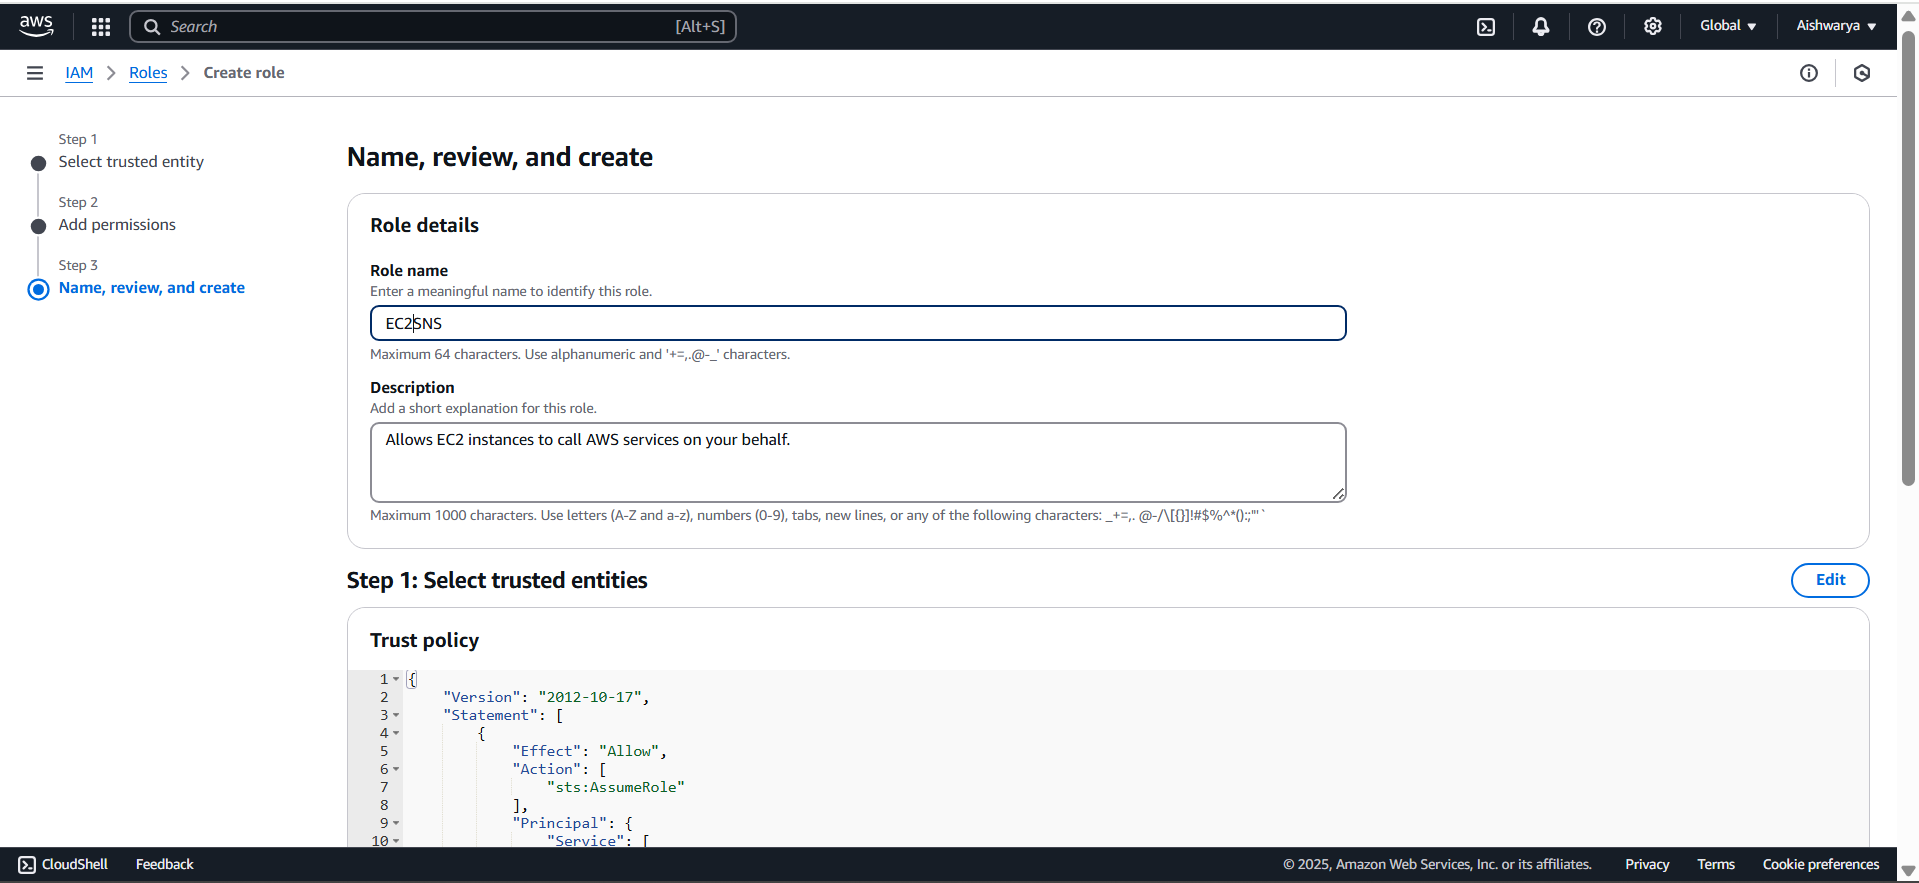 aws
Search [Alt+S]
Global
Aishwarya
IAM
Roles
Create role
Step 1
Select trusted entity
Step 2
Add permissions
Step 3
Name, review, and create
Name, review, and create
Role details
Role name
Enter a meaningful name to identify this role.
EC2SNS
Maximum 64 characters. Use alphanumeric and '+=,.@-_' characters.
Description
Add a short explanation for this role.
Allows EC2 instances to call AWS services on your behalf.
Maximum 1000 characters. Use letters (A-Z and a-z), numbers (0-9), tabs, new lines, or any of the following characters: _+=,. @-/\[{}]!#$%^*();:"'`
Step 1: Select trusted entities
Edit
Trust policy
1 {
2 "Version": "2012-10-17",
3 "Statement": [
4 {
5 "Effect": "Allow",
6 "Action": [
7 "sts:AssumeRole"
8 ],
9 "Principal": {
10 "Service": [
CloudShell
Feedback
© 2025, Amazon Web Services, Inc. or its affiliates.
Privacy
Terms
Cookie preferences